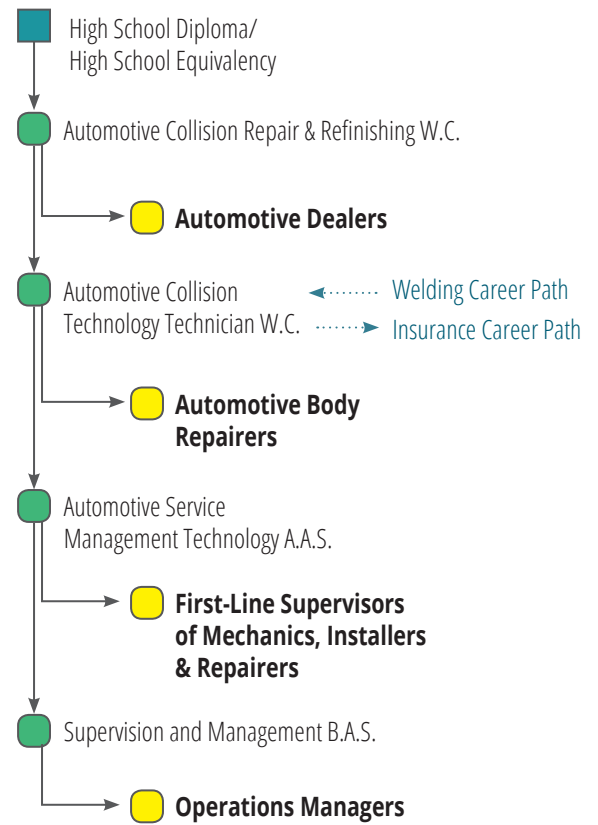 High School Diploma/
High School Equivalency
Automotive Collision Repair & Refinishing W.C.
Automotive Dealers
Automotive Collision
Technology Technician W.C.
Welding Career Path
Insurance Career Path
Automotive Body
Repairers
Automotive Service
Management Technology A.A.S.
First-Line Supervisors
of Mechanics, Installers
& Repairers
Supervision and Management B.A.S.
Operations Managers